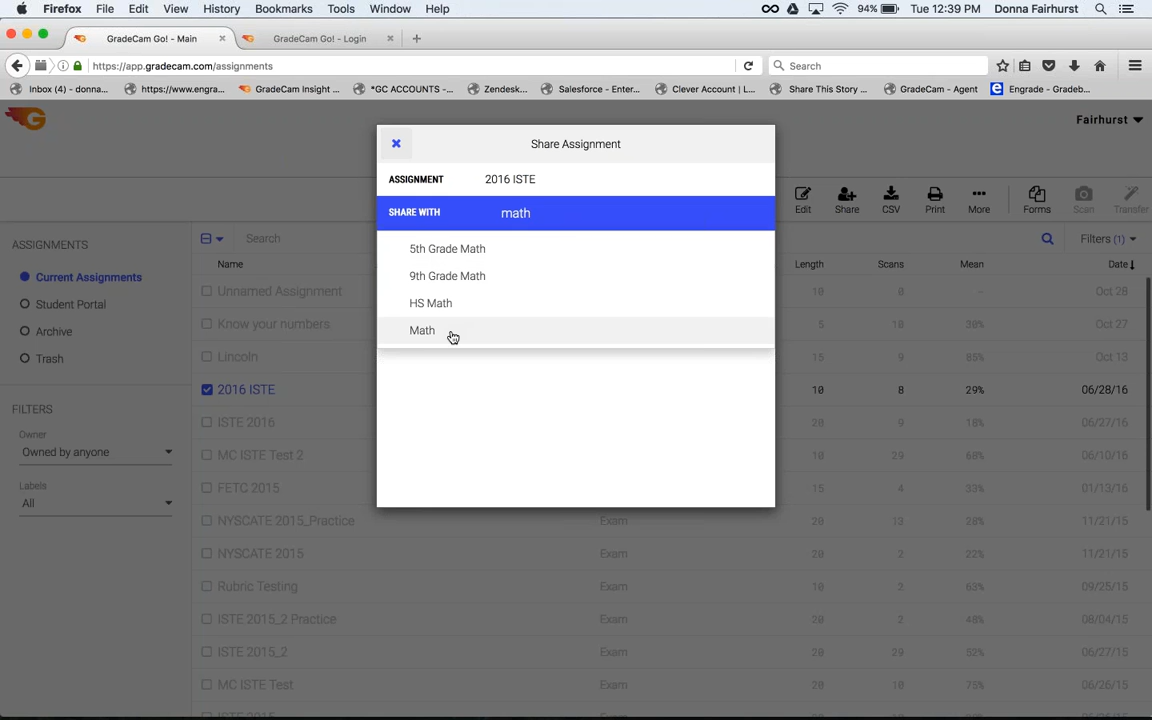 Firefox File Edit View History Bookmarks Tools Window Help 94% Tue 12:39 PM Donna Fairhurst
GradeCam Go! - Main GradeCam Go! - Login
https://app.gradecam.com/assignments Search
Inbox (4) - donna... https://www.engra... GradeCam Insight ... *GC ACCOUNTS -... Zendesk... Salesforce - Enter... Clever Account | L... Share This Story ... GradeCam - Agent Engrade - Gradeb...
Fairhurst
Share Assignment
ASSIGNMENT 2016 ISTE
SHARE WITH math
5th Grade Math
9th Grade Math
HS Math
Math
Edit Share CSV Print More Forms Scan Transfer
ASSIGNMENTS
Current Assignments
Student Portal
Archive
Trash
FILTERS
Owner
Owned by anyone
Labels
All
Search Filters (1)
Name Length Scans Mean Date
Unnamed Assignment 10 0 - Oct 28
Know your numbers 5 10 30% Oct 27
Lincoln 15 9 85% Oct 13
2016 ISTE 10 8 29% 06/28/16
ISTE 2016 20 9 18% 06/27/16
MC ISTE Test 2 10 29 68% 06/10/16
FETC 2015 15 4 33% 01/13/16
NYSCATE 2015_Practice Exam 20 13 28% 11/21/15
NYSCATE 2015 Exam 20 2 22% 11/21/15
Rubric Testing Exam 10 2 63% 09/25/15
ISTE 2015_2 Practice Exam 20 2 48% 08/04/15
ISTE 2015_2 Exam 20 29 52% 06/27/15
MC ISTE Test Exam 20 10 75% 06/26/15